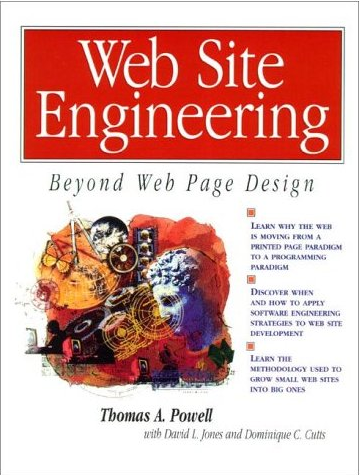 Web Site
Engineering
Beyond Web Page Design
LEARN WHY THE WEB
IS MOVING FROM A
PRINTED PAGE PARADIGM
TO A PROGRAMMING
PARADIGM
DISCOVER WHEN
AND HOW TO APPLY
SOFTWARE ENGINEERING
STRATEGIES TO WEB SITE
DEVELOPMENT
LEARN THE
METHODOLOGY USED TO
GROW SMALL WEB SITES
INTO BIG ONES
Thomas A. Powell
with David L. Jones and Dominique C. Cutts